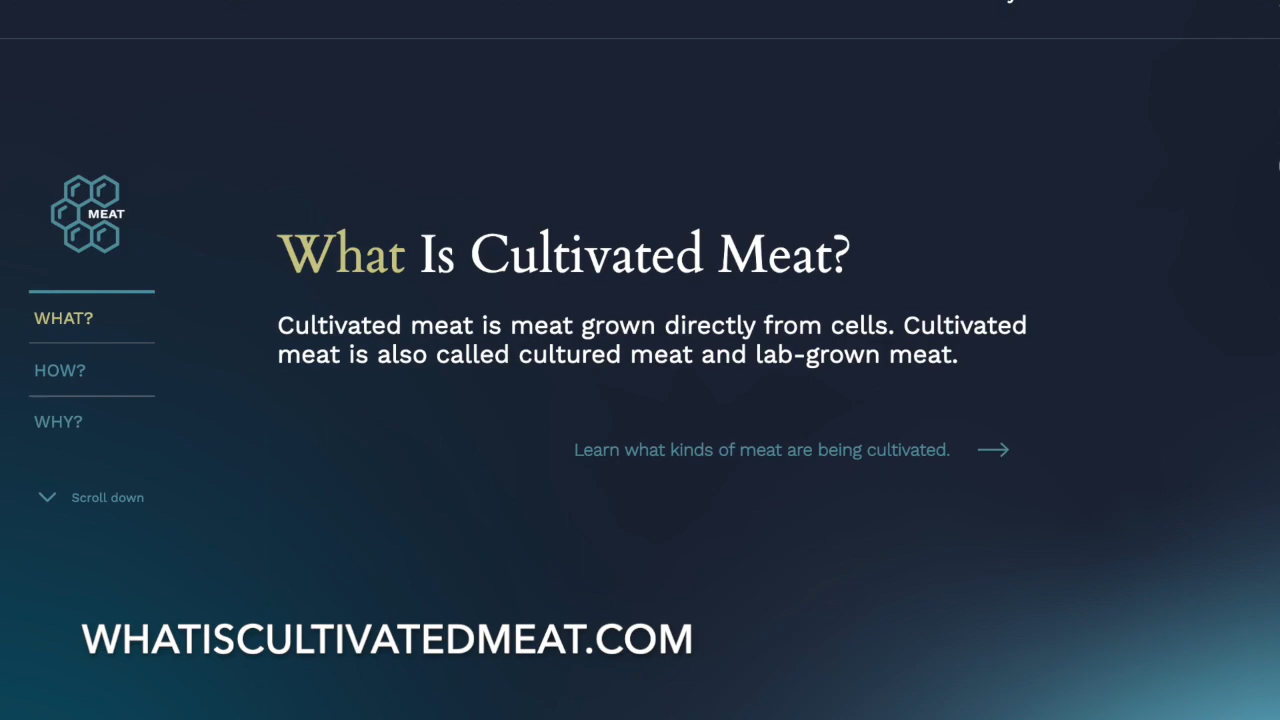 MEAT
What Is Cultivated Meat?
Cultivated meat is meat grown directly from cells. Cultivated
meat is also called cultured meat and lab-grown meat.
WHAT?
HOW?
WHY?
Learn what kinds of meat are being cultivated.
Scroll down
WHATISCULTIVATEDMEAT.COM